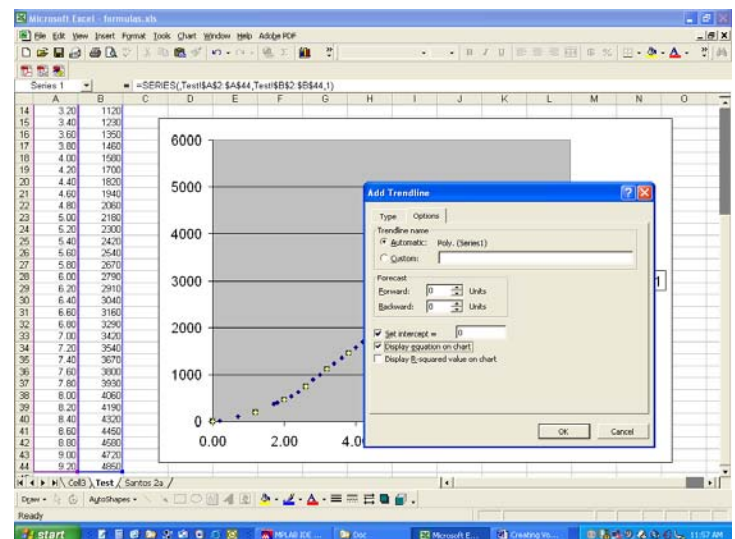 Microsoft Excel - formulas.xls
File Edit View Insert Format Tools Chart Window Help Adobe PDF
Series 1 =SERIES(,Test!$A$2:$A$44,Test!$B$2:$B$44,1)
A B C D E F G H I J K L M N O
14 3.20 1120
15 3.40 1230
16 3.60 1350
17 3.80 1460
18 4.00 1580
19 4.20 1700
20 4.40 1820
21 4.60 1940
22 4.80 2060
23 5.00 2180
24 5.20 2300
25 5.40 2420
26 5.60 2540
27 5.80 2670
28 6.00 2790
29 6.20 2910
30 6.40 3040
31 6.60 3160
32 6.80 3290
33 7.00 3420
34 7.20 3540
35 7.40 3670
36 7.60 3800
37 7.80 3930
38 8.00 4060
39 8.20 4190
40 8.40 4320
41 8.60 4450
42 8.80 4580
43 9.00 4720
44 9.20 4850
6000
5000
4000
3000
2000
1000
0
0.00 2.00 4.0
1
Add Trendline
Type Options
Trendline name
Automatic: Poly. (Series1)
Custom:
Forecast
Forward: 0 Units
Backward: 0 Units
Set intercept = 0
Display equation on chart
Display R-squared value on chart
OK Cancel
Cell3 Test Santos 2a
Draw AutoShapes
Ready
start MPLAB IDE ... Doc Microsoft E... Creating Vo... 11:57 AM